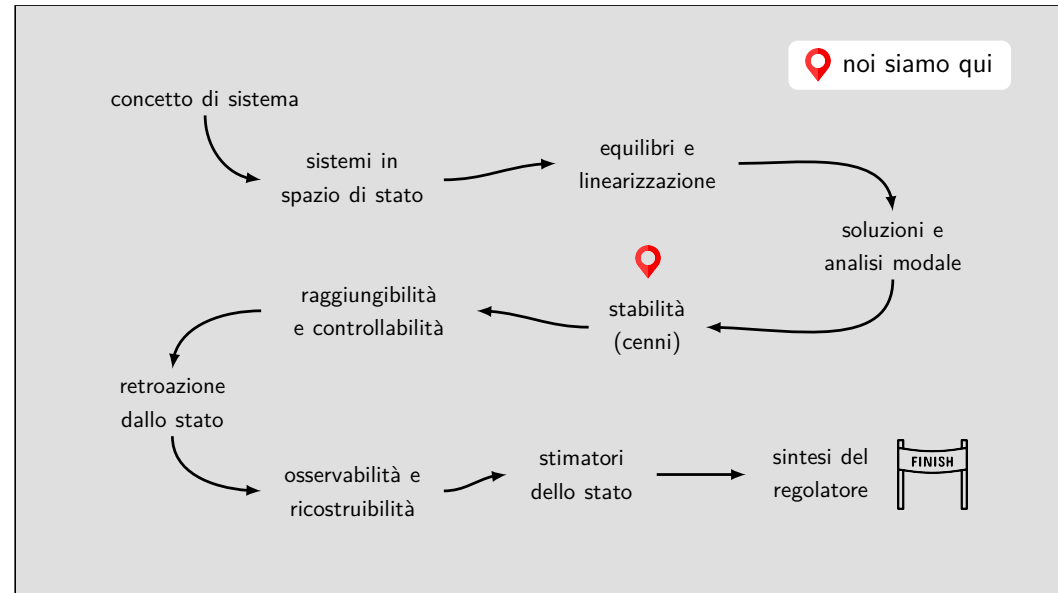 noi siamo qui
concetto di sistema
sistemi in
spazio di stato
equilibri e
linearizzazione
soluzioni e
analisi modale
stabilità
(cenni)
raggiungibilità
e controllabilità
retroazione
dallo stato
osservabilità e
ricostruibilità
stimatori
dello stato
sintesi del
regolatore
FINISH